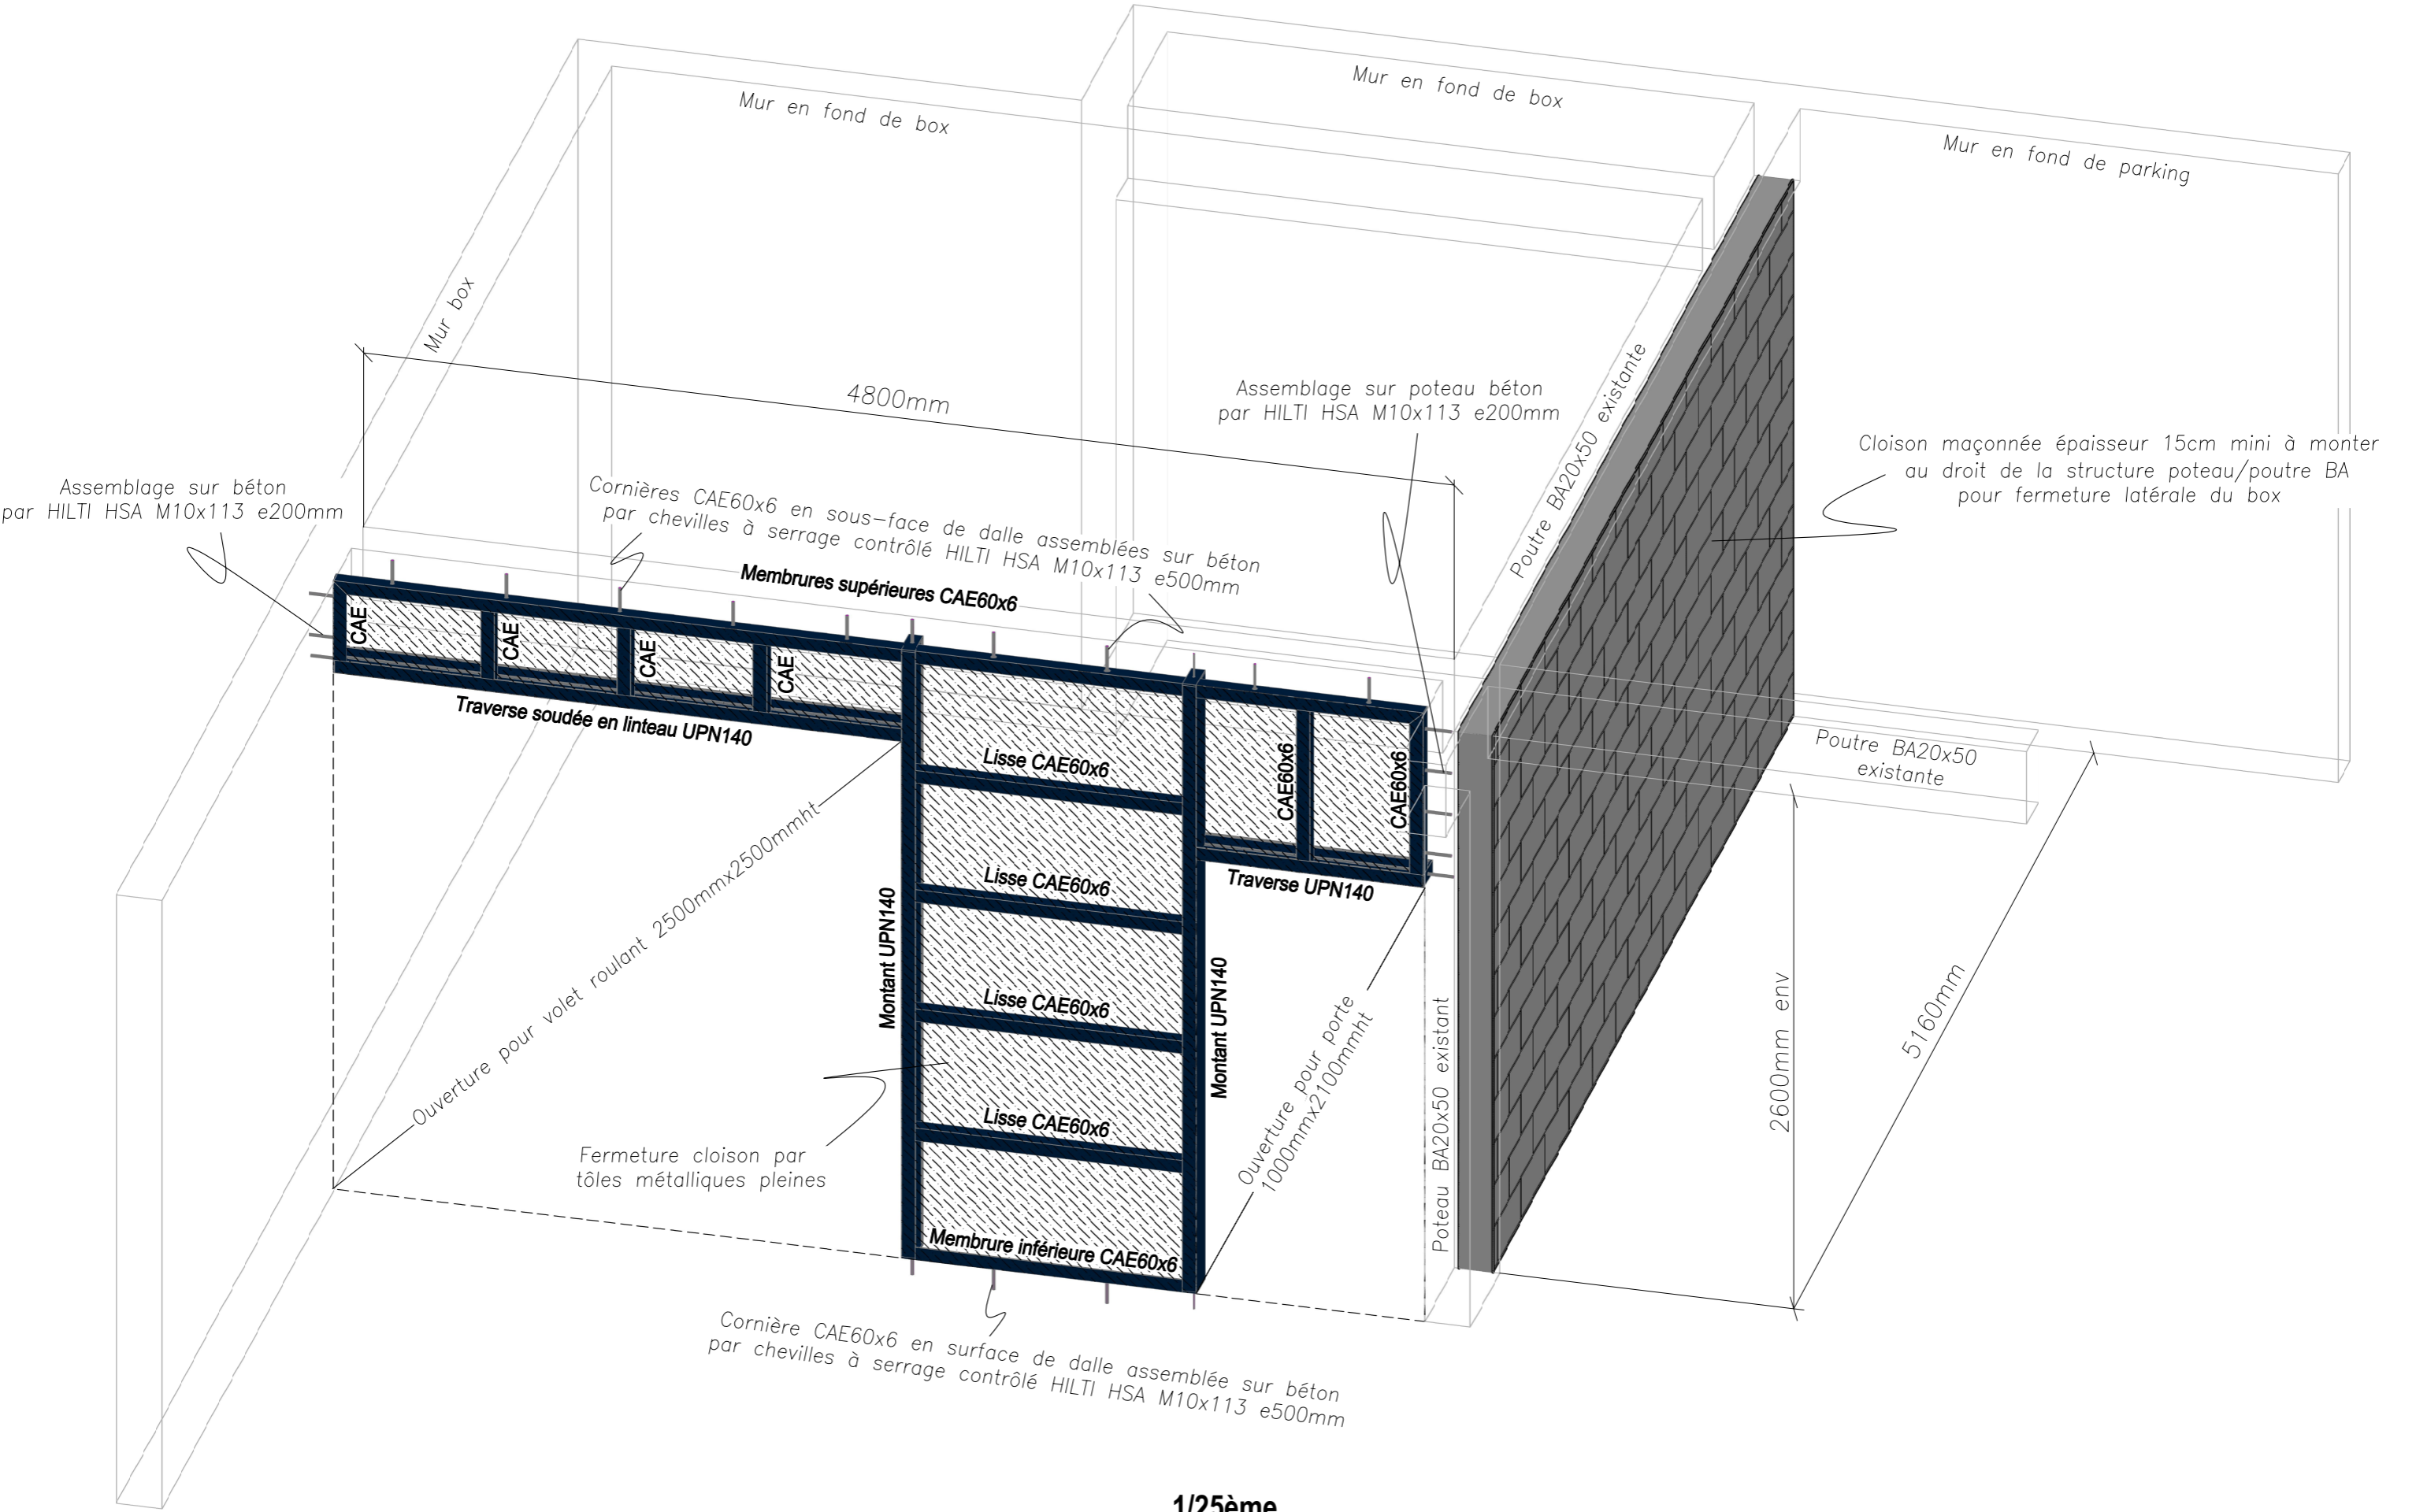 Mur en fond de box
Mur en fond de box
Mur en fond de parking
Mur box
4800mm
Assemblage sur poteau béton
par HILTI HSA M10x113 e200mm
Poutre BA20x50 existante
Cloison maçonnée épaisseur 15cm mini à monter
au droit de la structure poteau/poutre BA
pour fermeture latérale du box
Assemblage sur béton
par HILTI HSA M10x113 e200mm
Cornières CAE60x6 en sous-face de dalle assemblées sur béton
par chevilles à serrage contrôlé HILTI HSA M10x113 e500mm
Membrures supérieures CAE60x6
CAE
CAE
CAE
CAE
Traverse soudée en linteau UPN140
Lisse CAE60x6
CAE60x6
CAE60x6
Poutre BA20x50
existante
Lisse CAE60x6
Traverse UPN140
Ouverture pour volet roulant 2500mmx2500mmht
Montant UPN140
Lisse CAE60x6
Montant UPN140
Ouverture pour porte
1000mmx2100mmht
Poteau BA20x50 existant
2600mm env
5160mm
Lisse CAE60x6
Fermeture cloison par
tôles métalliques pleines
Membrure inférieure CAE60x6
Cornière CAE60x6 en surface de dalle assemblée sur béton
par chevilles à serrage contrôlé HILTI HSA M10x113 e500mm
1/25ème